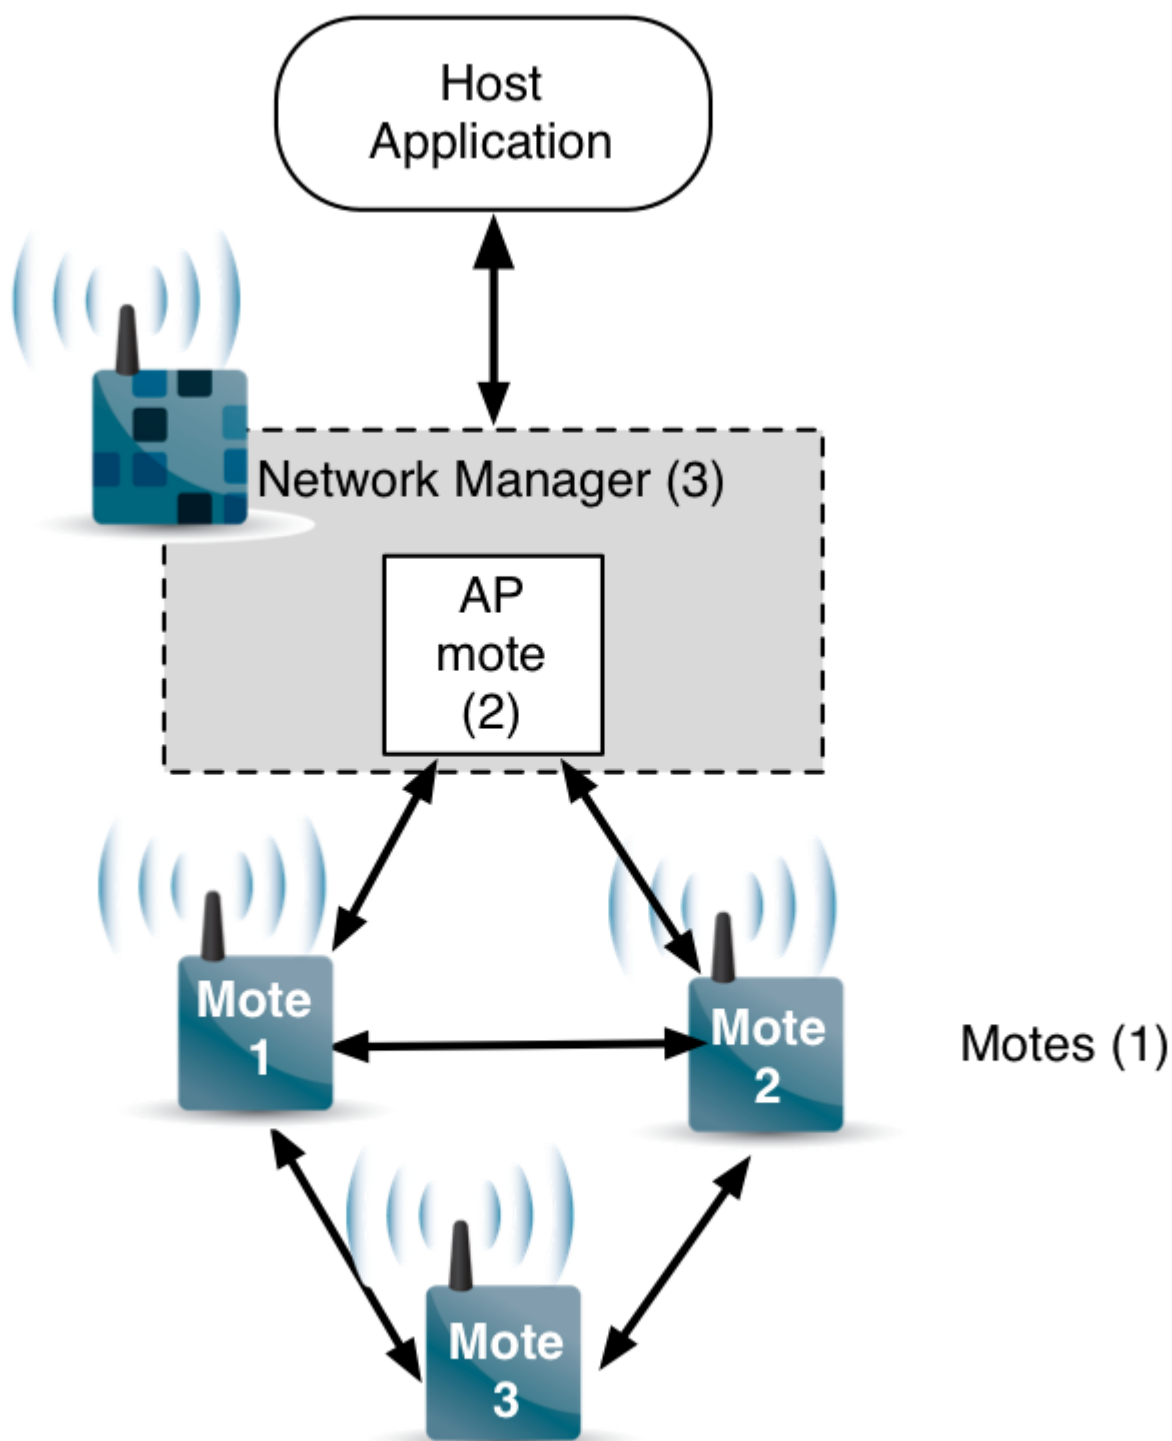 Host
Application
Network Manager (3)
AP
mote
(2)
Mote
1
Mote
2
Motes (1)
Mote
3